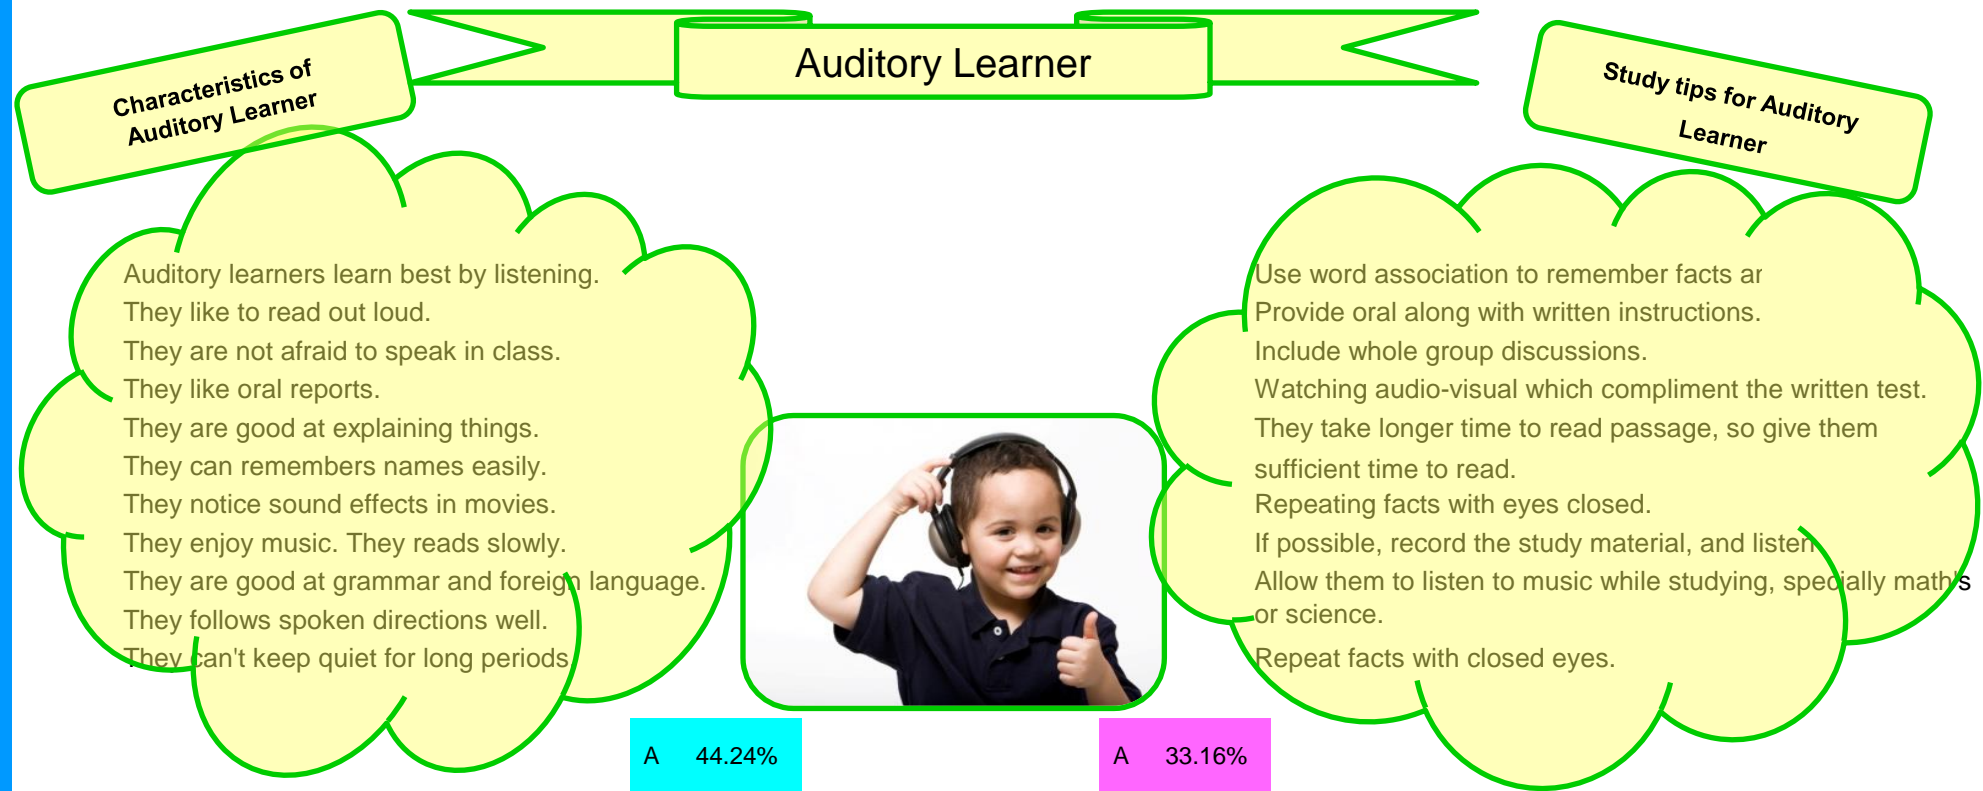 Auditory Learner
Characteristics of
Auditory Learner
Auditory learners learn best by listening.
They like to read out loud.
They are not afraid to speak in class.
They like oral reports.
They are good at explaining things.
They can remembers names easily.
They notice sound effects in movies.
They enjoy music. They reads slowly.
They are good at grammar and foreign language.
They follows spoken directions well.
They can't keep quiet for long periods
Study tips for Auditory
Learner
Use word association to remember facts
Provide oral along with written instructions.
Include whole group discussions.
Watching audio-visual which compliment the written test.
They take longer time to read passage, so give them
sufficient time to read.
Repeating facts with eyes closed.
If possible, record the study material, and listen
Allow them to listen to music while studying, specially math's
or science.
Repeat facts with closed eyes.
A 44.24%
A 33.16%